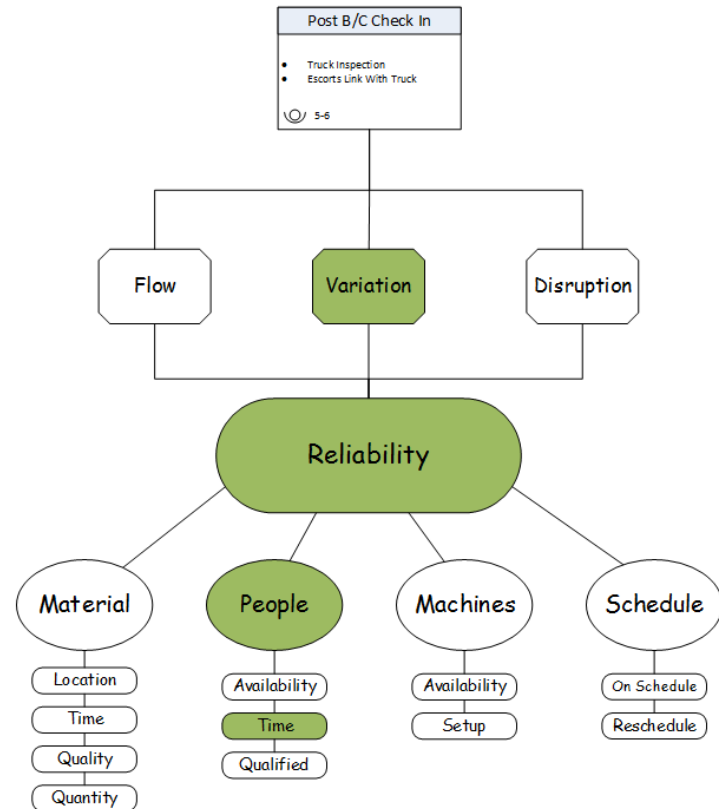 Post B/C Check In
● Truck Inspection
● Escorts Link With Truck
5-6
Flow
Variation
Disruption
Reliability
Material
People
Machines
Schedule
Location
Time
Quality
Quantity
Availability
Time
Qualified
Availability
Setup
On Schedule
Reschedule